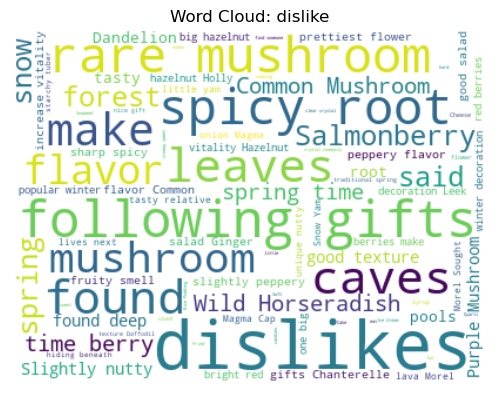 Word Cloud: dislike
Dandelion
big hazelnut
prettiest flower
snow
increase vitality
starchy tuber
rare mushroom
good salad
red berries
tasty
hazelnut Holly
Common Mushroom
forest
little yam
spicy root
make
onion Magma
Salmonberry
sharp spicy
vitality Hazelnut
peppery flavor
flavor
leaves
root
said
popular winter
flavor Common
spring time
decoration Leek
winter decoration
tasty relative
traditional spring
following gifts
spring
lives next
salad Ginger
Snow Yam
unique nutty
berries make
mushroom
good texture
caves
fruity smell
slightly peppery
found
Wild Horseradish
Morel Sought
Purple Mushroom
found deep
Magma Cap
one big
pools
time berry
texture Daffodil
dislikes
hiding beneath
Slightly nutty
bright red
gifts Chanterelle
lava Morel
nice gift
Cheese
flower
Syrup
Cake
Ice Cream